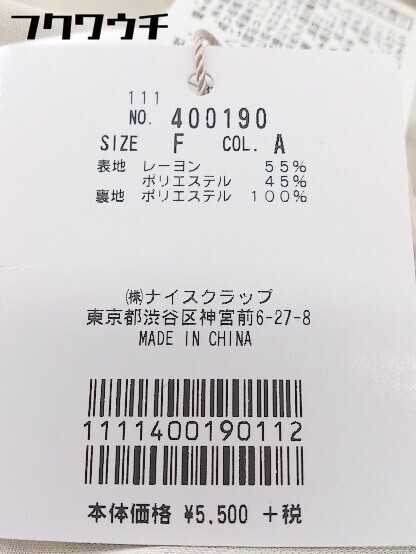 フクワウチ
111
NO. 400190
SIZE F COL. A
表地 レーヨン 55%
ポリエステル 45%
裏地 ポリエステル 100%
㈱ナイスクラップ
東京都渋谷区神宮前6-27-8
MADE IN CHINA
1111400190112
本体価格 ¥5,500 +税